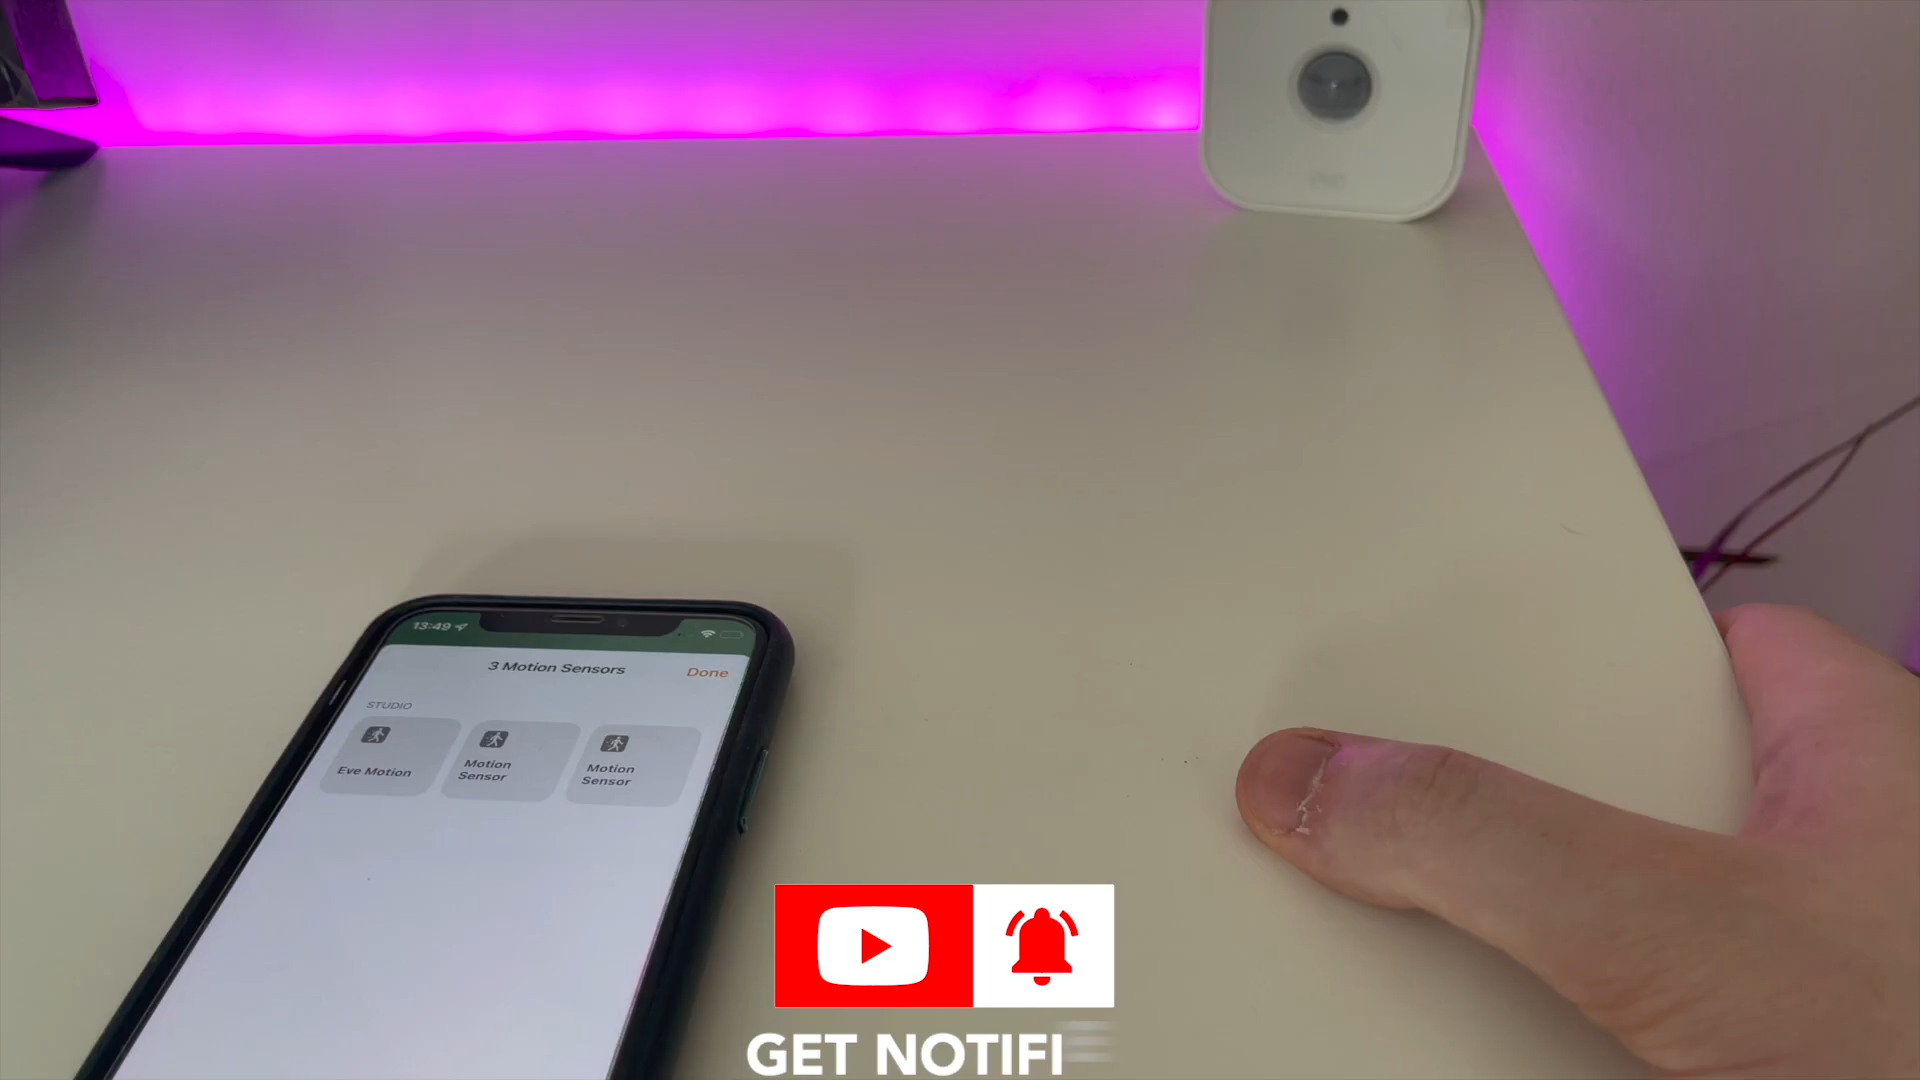 13:49
3 Motion Sensors
Done
STUDIO
Eve Motion
Motion
Sensor
Motion
Sensor
GET NOTIFI